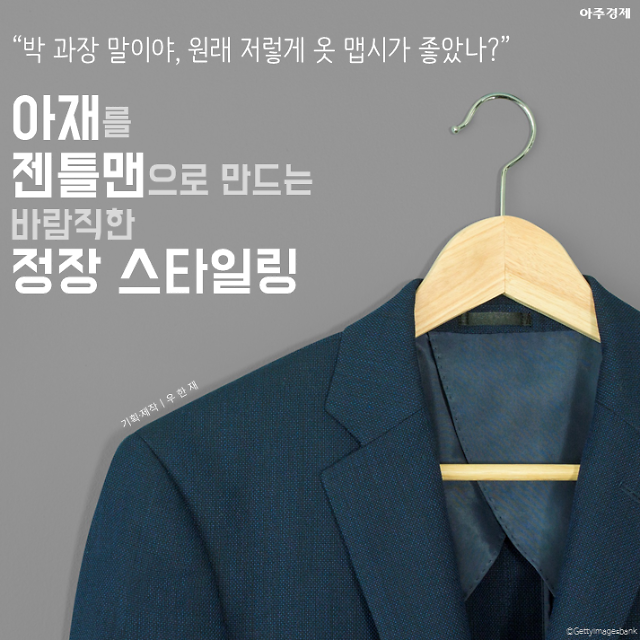 아주경제
“박 과장 말이야, 원래 저렇게 옷 맵시가 좋았나?”
아재를
젠틀맨으로 만드는
바람직한
정장 스타일링
기획·제작 | 우한재
©Gettyimagesbank